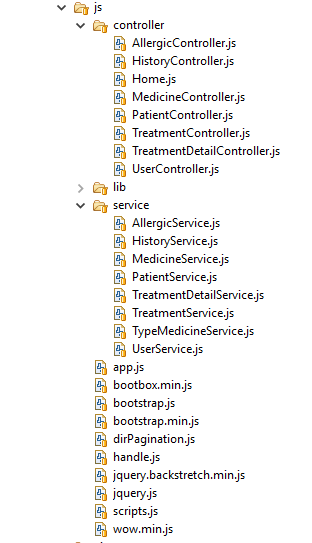 js
controller
AllergicController.js
HistoryController.js
Home.js
MedicineController.js
PatientController.js
TreatmentController.js
TreatmentDetailController.js
UserController.js
lib
service
AllergicService.js
HistoryService.js
MedicineService.js
PatientService.js
TreatmentDetailService.js
TreatmentService.js
TypeMedicineService.js
UserService.js
app.js
bootbox.min.js
bootstrap.js
bootstrap.min.js
dirPagination.js
handle.js
jquery.backstretch.min.js
jquery.js
scripts.js
wow.min.js